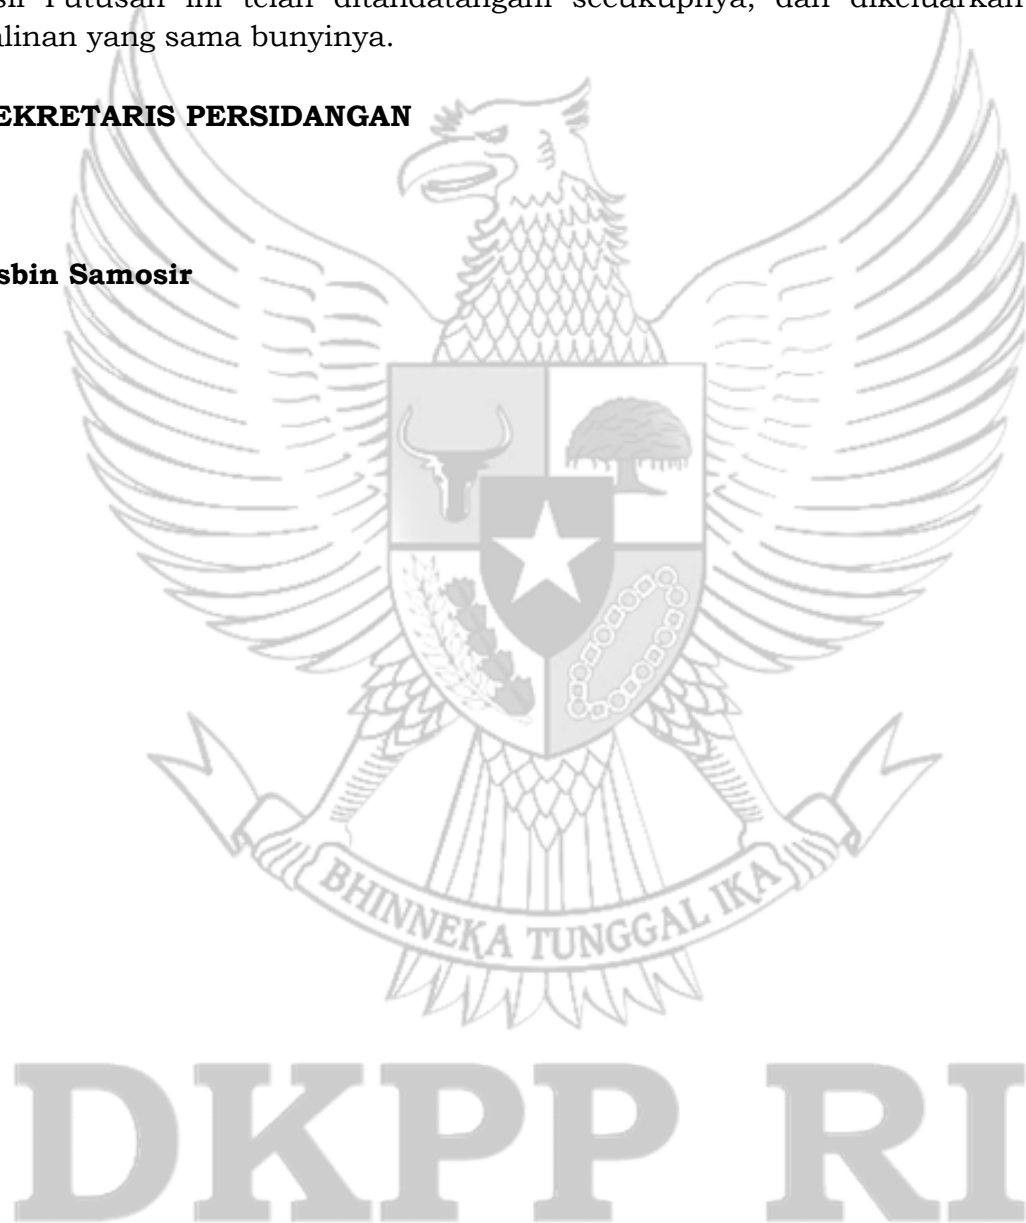 sil Putusan ini telah ditandatangani secukupnya, dan dikeluarkan
alinan yang sama bunyinya.
EKRETARIS PERSIDANGAN
sbin Samosir
BHINNEKA TUNGGAL IKA
DKPP RI